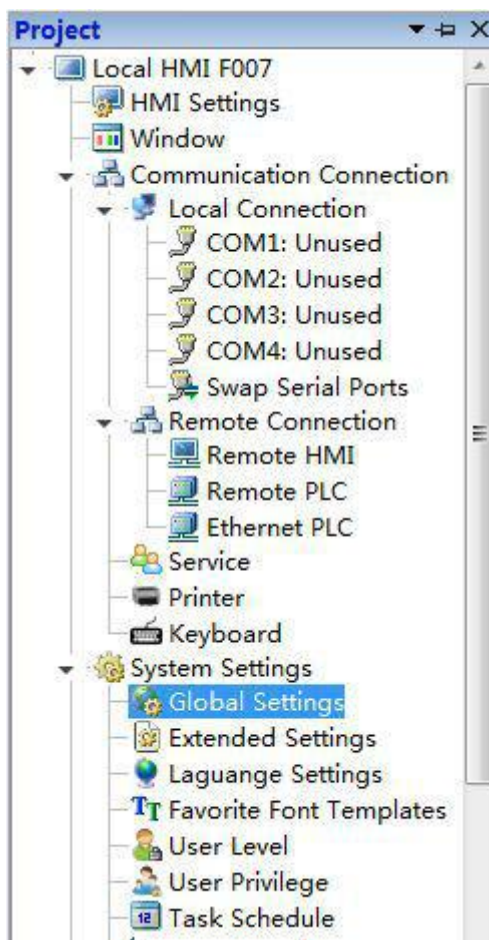 Project
Local HMI F007
HMI Settings
Window
Communication Connection
Local Connection
COM1: Unused
COM2: Unused
COM3: Unused
COM4: Unused
Swap Serial Ports
Remote Connection
Remote HMI
Remote PLC
Ethernet PLC
Service
Printer
Keyboard
System Settings
Global Settings
Extended Settings
Laguange Settings
TT Favorite Font Templates
User Level
User Privilege
12 Task Schedule